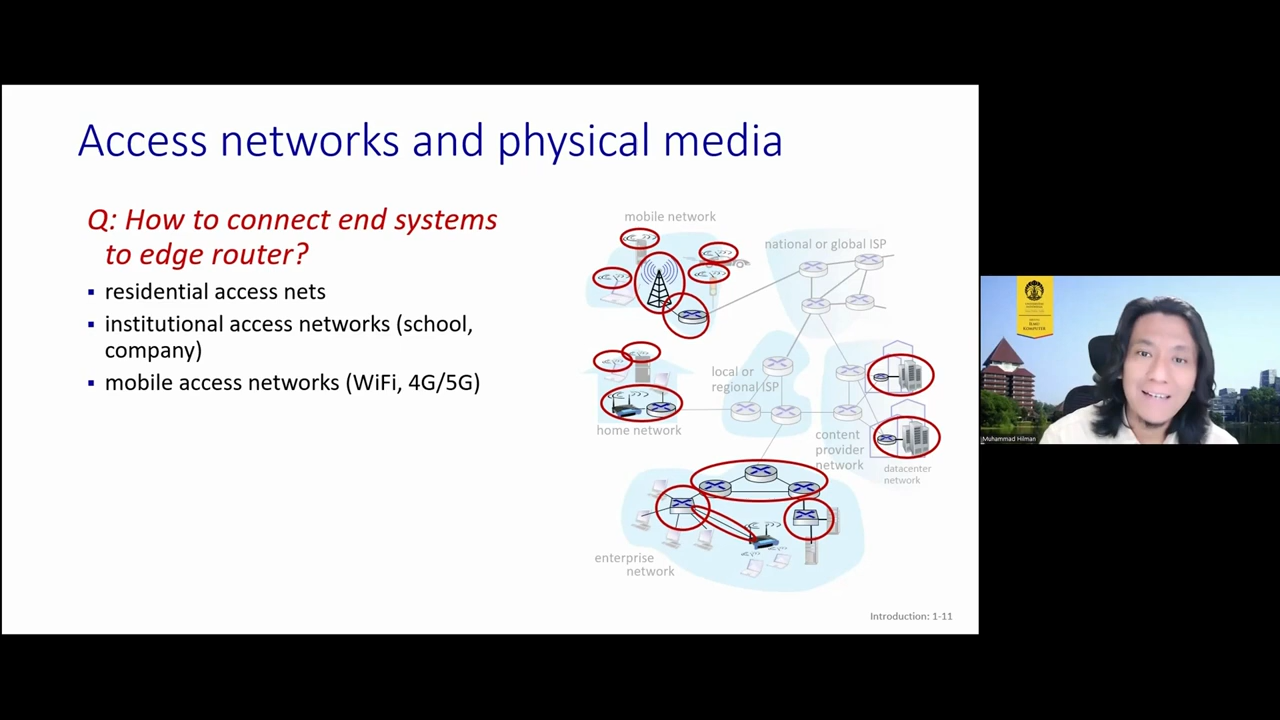 Access networks and physical media
Q: How to connect end systems
to edge router?
▪ residential access nets
▪ institutional access networks (school,
company)
▪ mobile access networks (WiFi, 4G/5G)
mobile network
national or global ISP
local or
regional ISP
home network
content
provider
network
datacenter
network
enterprise
network
Introduction: 1-11
ILMU
KOMPUTER
Muhammad Hilman